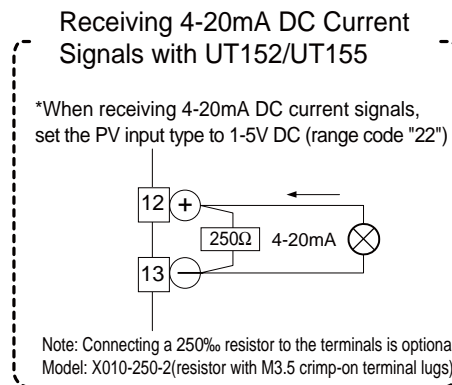 Receiving 4-20mA DC Current
Signals with UT152/UT155
*When receiving 4-20mA DC current signals,
set the PV input type to 1-5V DC (range code "22")
12 +
250Ω 4-20mA
13 −
Note: Connecting a 250‰ resistor to the terminals is optiona
Model: X010-250-2(resistor with M3.5 crimp-on terminal lugs)